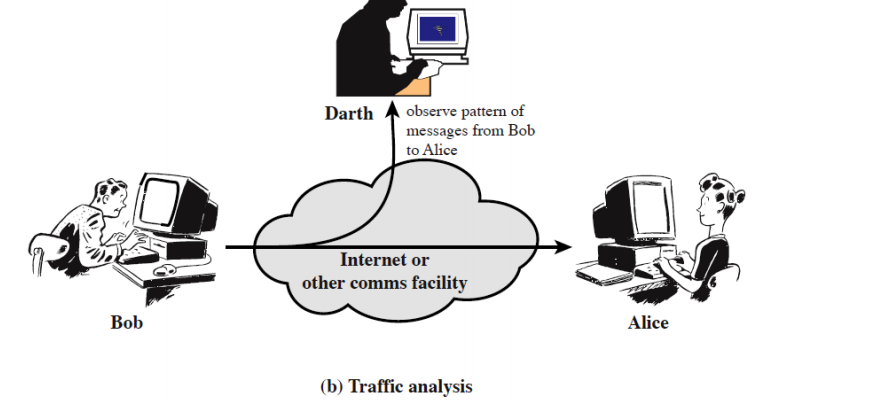 Darth
observe pattern of
messages from Bob
to Alice
Internet or
other comms facility
Bob
Alice
(b) Traffic analysis